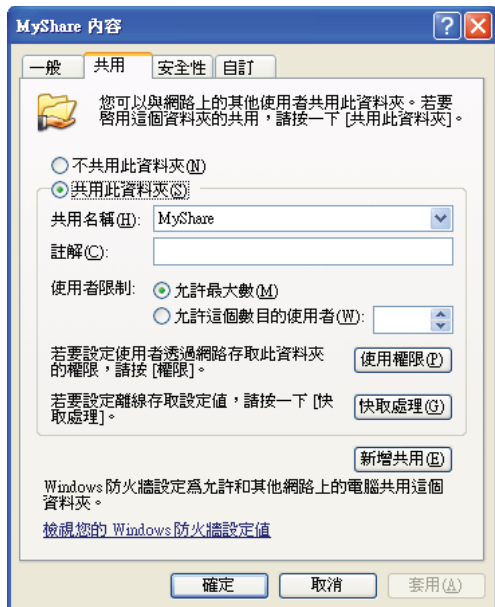 MyShare 內容
一般 共用 安全性 自訂
您可以與網路上的其他使用者共用此資料夾。若要
啓用這個資料夾的共用，請按一下 [共用此資料夾]。
不共用此資料夾(N)
共用此資料夾(S)
共用名稱(H): MyShare
註解(C):
使用者限制: 允許最大數(M)
允許這個數目的使用者(W):
若要設定使用者透過網路存取此資料夾
的權限，請按 [權限]。
使用權限(P)
若要設定離線存取設定值，請按一下 [快
取處理]。
快取處理(G)
新增共用(E)
Windows 防火牆設定爲允許和其他網路上的電腦共用這個
資料夾。
檢視您的 Windows 防火牆設定值
確定 取消 套用(A)